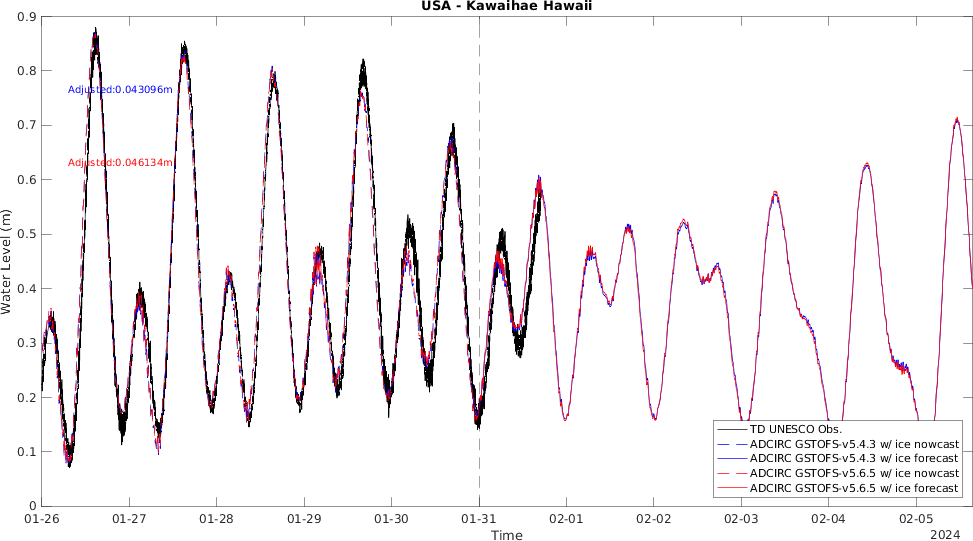 USA - Kawaihae Hawaii
0.9
0.8
0.7
0.6
0.5
0.4
0.3
0.2
0.1
0
Water Level (m)
Adjusted:0.043096m
Adjusted:0.046134m
TD UNESCO Obs.
ADCIRC GSTOFS-v5.4.3 w/ ice nowcast
ADCIRC GSTOFS-v5.4.3 w/ ice forecast
ADCIRC GSTOFS-v5.6.5 w/ ice nowcast
ADCIRC GSTOFS-v5.6.5 w/ ice forecast
01-26 01-27 01-28 01-29 01-30 01-31 02-01 02-02 02-03 02-04 02-05
Time
2024